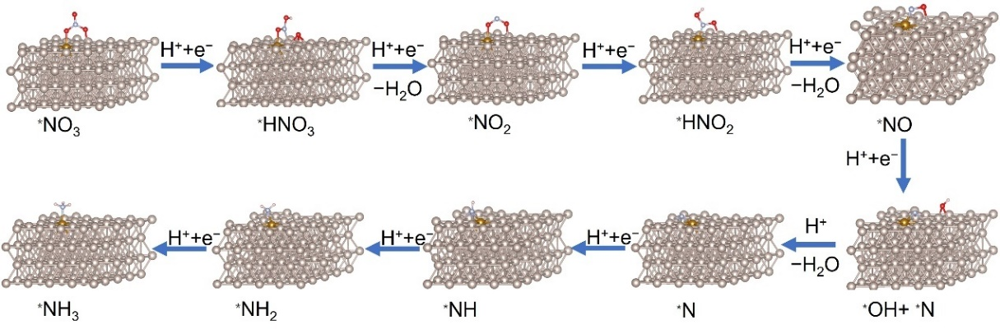 H⁺+e⁻
H⁺+e⁻
−H₂O
H⁺+e⁻
H⁺+e⁻
−H₂O
*NO₃
*HNO₃
*NO₂
*HNO₂
*NO
H⁺+e⁻
H⁺+e⁻
H⁺+e⁻
H⁺+e⁻
H⁺
−H₂O
*NH₃
*NH₂
*NH
*N
*OH+ *N